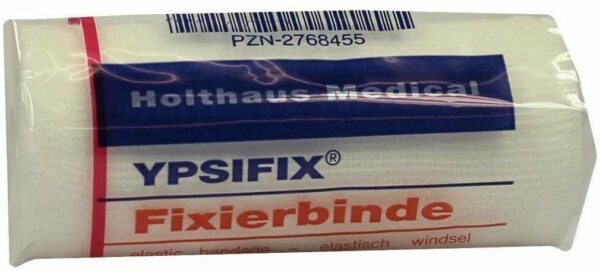 PZN-2768455
Holthaus Medical
YPSIFIX®
Fixierbinde
elastic bandage – elastisch windsel